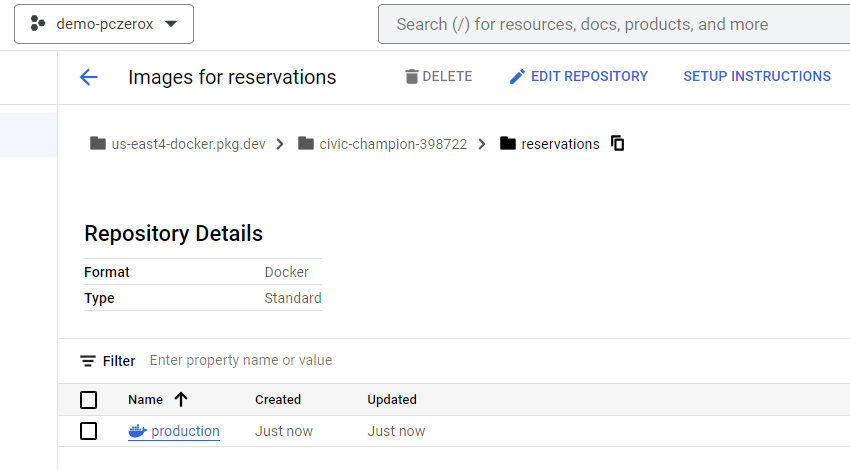 demo-pczerox
Search (/) for resources, docs, products, and more
Images for reservations
DELETE
EDIT REPOSITORY
SETUP INSTRUCTIONS
us-east4-docker.pkg.dev
civic-champion-398722
reservations
Repository Details
Format Docker
Type Standard
Filter Enter property name or value
Name Created Updated
production Just now Just now